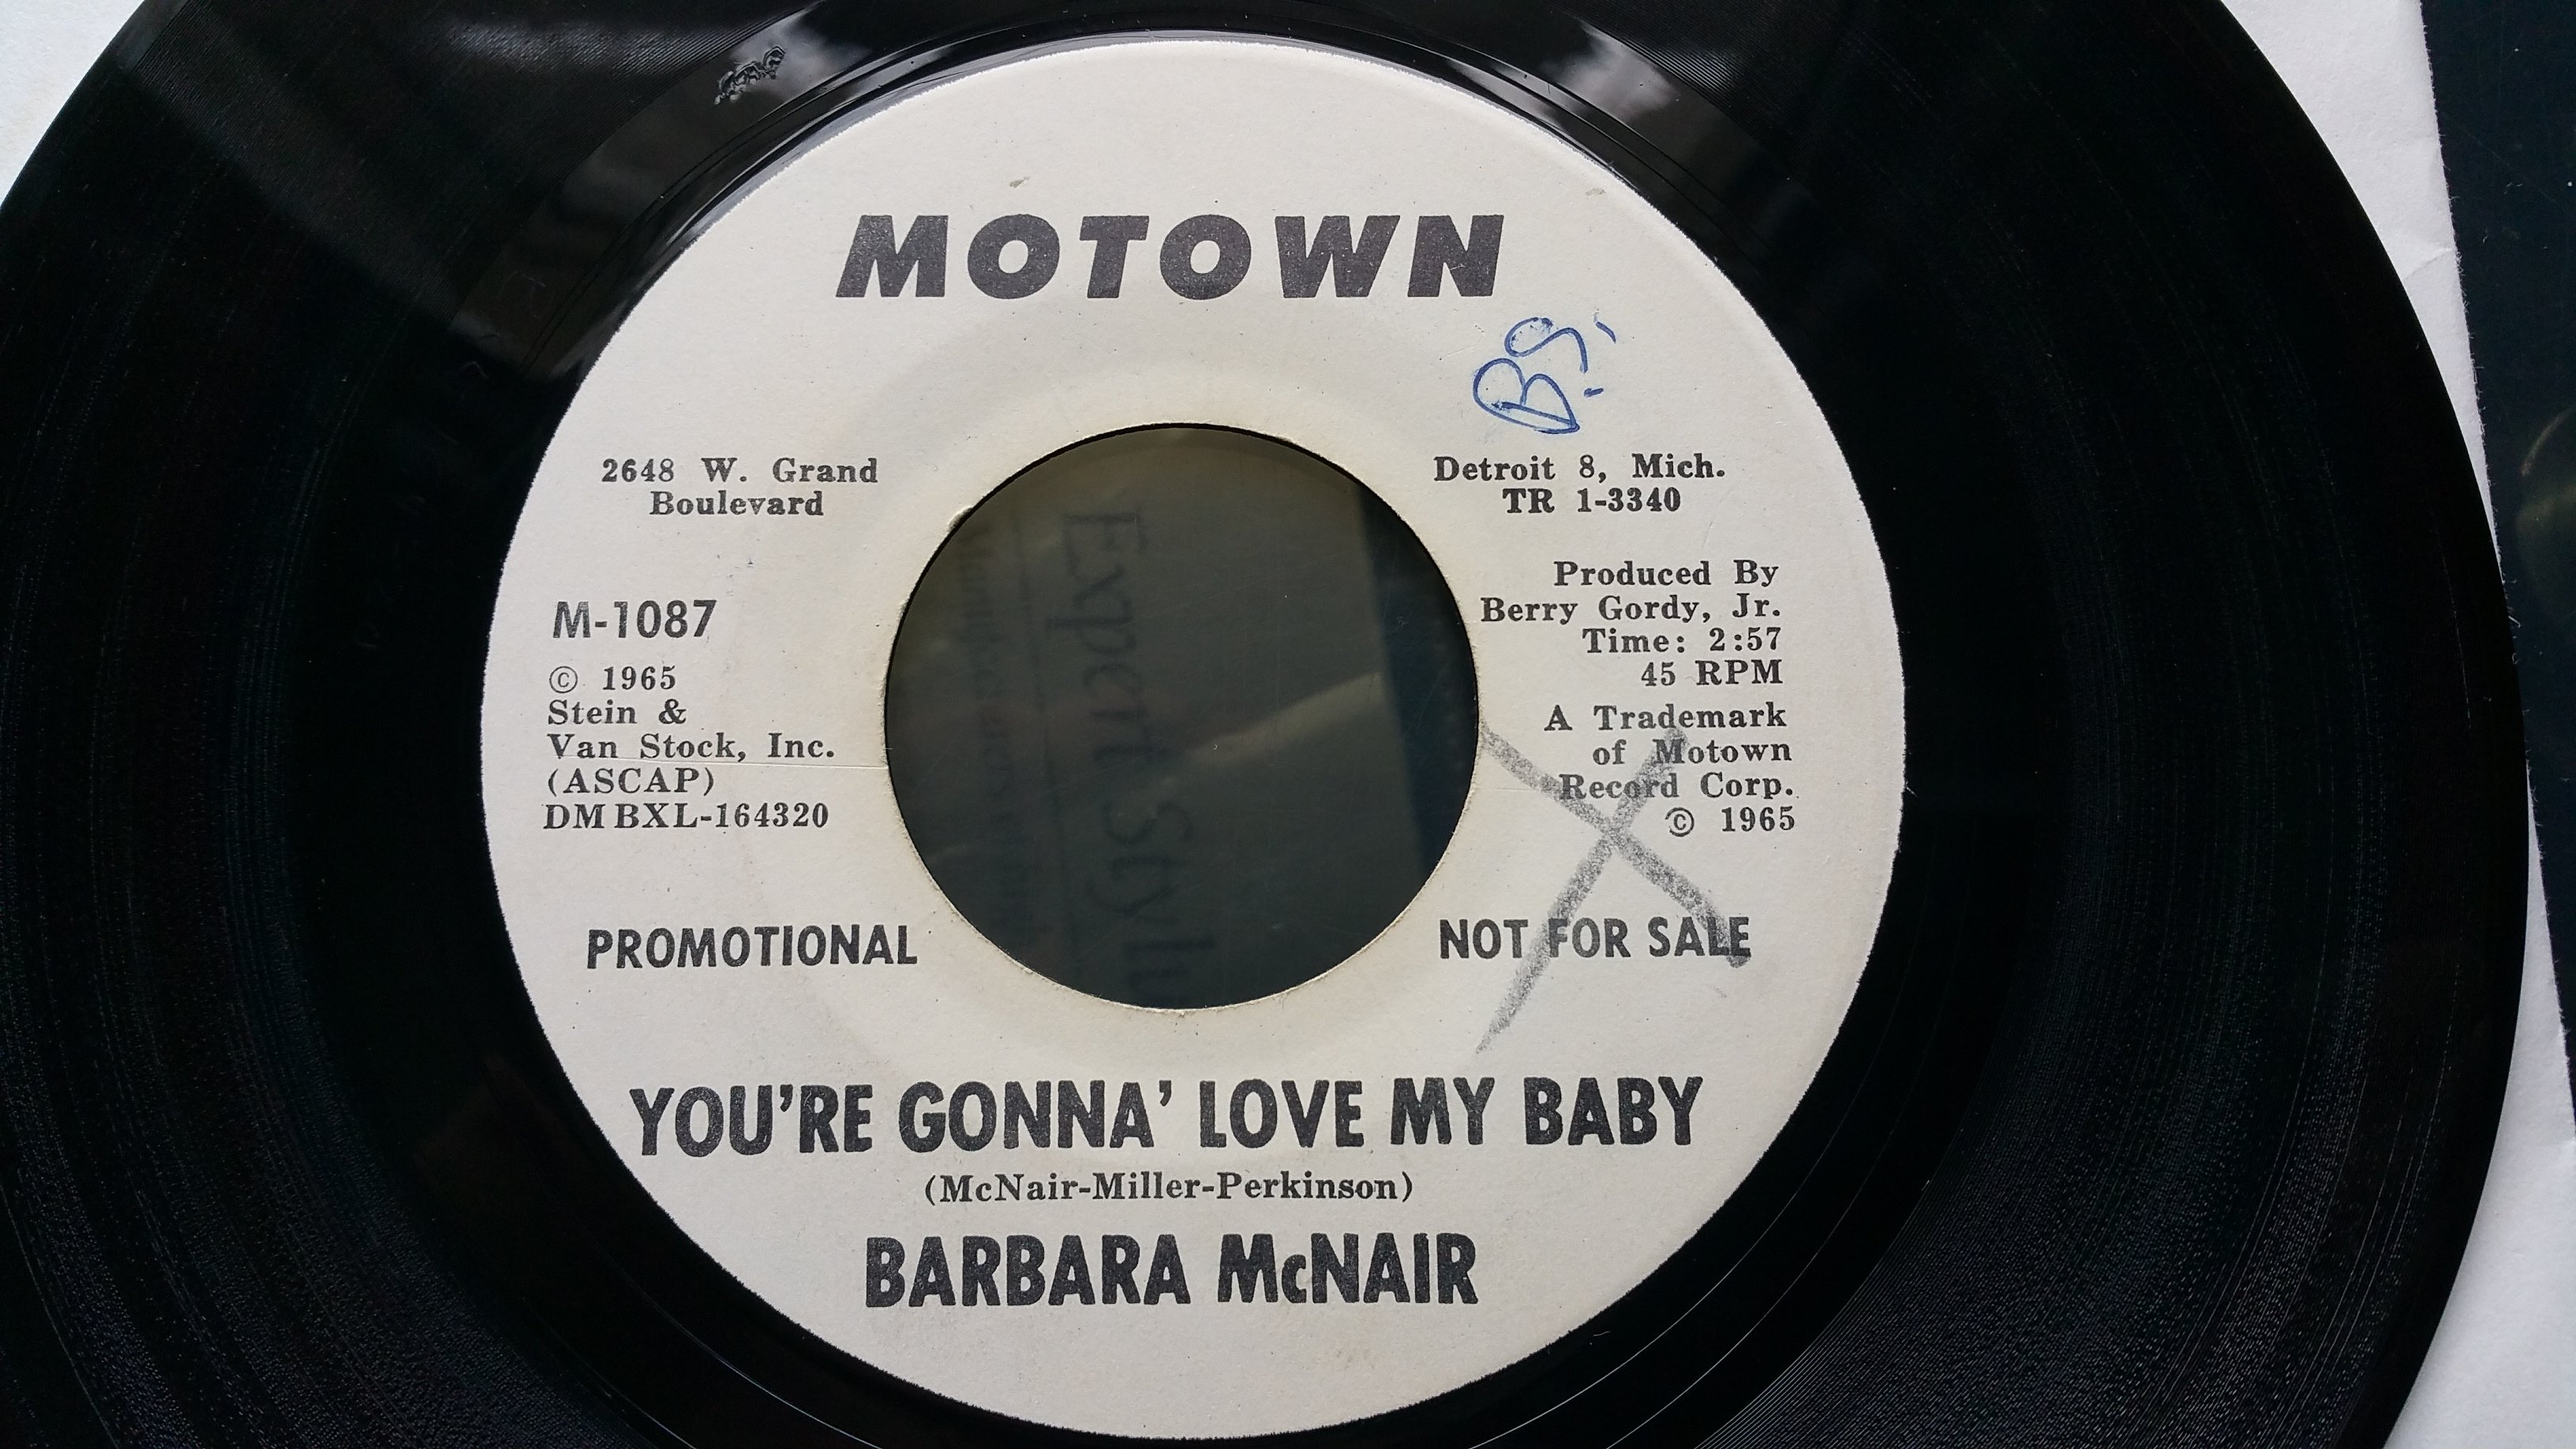 MOTOWN
B.S.
2648 W. Grand
Boulevard
Detroit 8, Mich.
TR 1-3340
M-1087
© 1965
Stein &
Van Stock, Inc.
(ASCAP)
DM BXL-164320
Produced By
Berry Gordy, Jr.
Time: 2:57
45 RPM
A Trademark
of Motown
Record Corp.
© 1965
Expert Styl
PROMOTIONAL
NOT FOR SALE
YOU'RE GONNA' LOVE MY BABY
(McNair-Miller-Perkinson)
BARBARA McNAIR